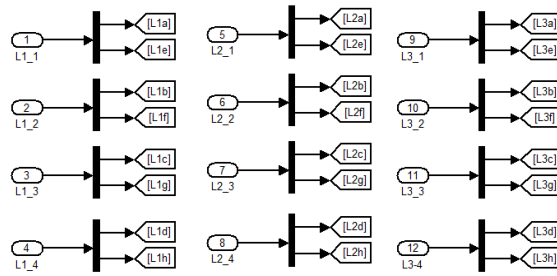 1
L1_1
[L1a]
[L1e]
2
L1_2
[L1b]
[L1f]
3
L1_3
[L1c]
[L1g]
4
L1_4
[L1d]
[L1h]
5
L2_1
[L2a]
[L2e]
6
L2_2
[L2b]
[L2f]
7
L2_3
[L2c]
[L2g]
8
L2_4
[L2d]
[L2h]
9
L3_1
[L3a]
[L3e]
10
L3_2
[L3b]
[L3f]
11
L3_3
[L3c]
[L3g]
12
L3-4
[L3d]
[L3h]